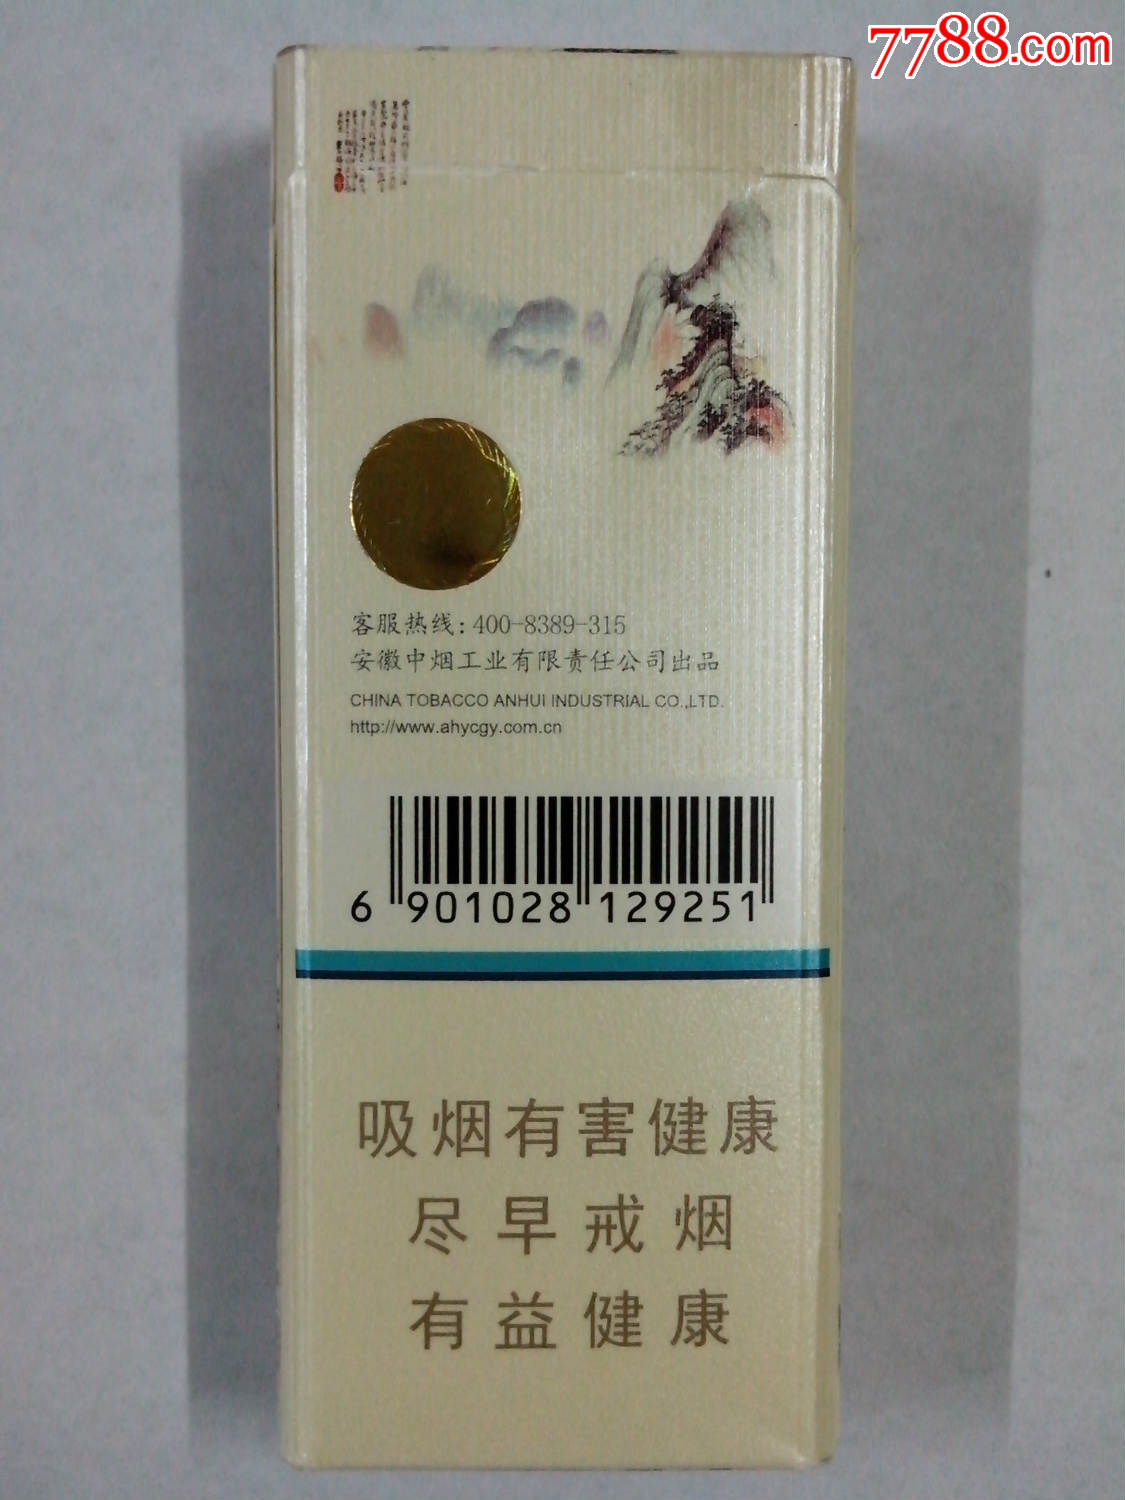 7788.com
客服热线: 400-8389-315
安徽中烟工业有限责任公司出品
CHINA TOBACCO ANHUI INDUSTRIAL CO.,LTD.
http://www.ahycgy.com.cn
6 901028 129251
吸烟有害健康
尽早戒烟
有益健康